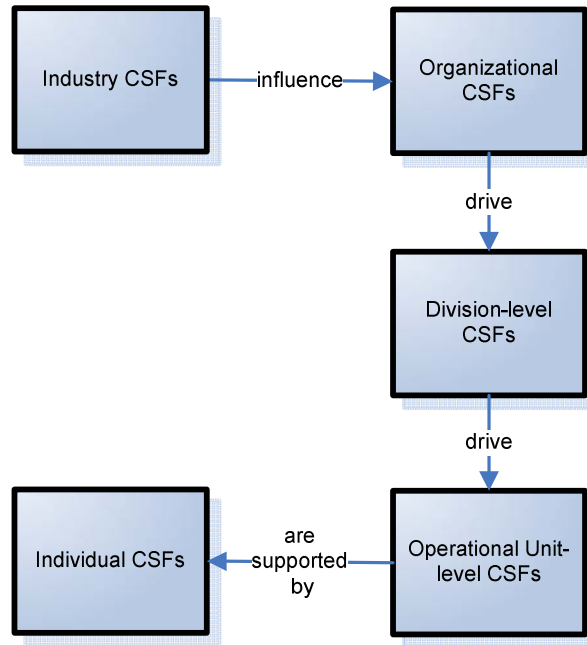 Industry CSFs
influence
Organizational
CSFs
drive
Division-level
CSFs
drive
Operational Unit-
level CSFs
are
supported
by
Individual CSFs